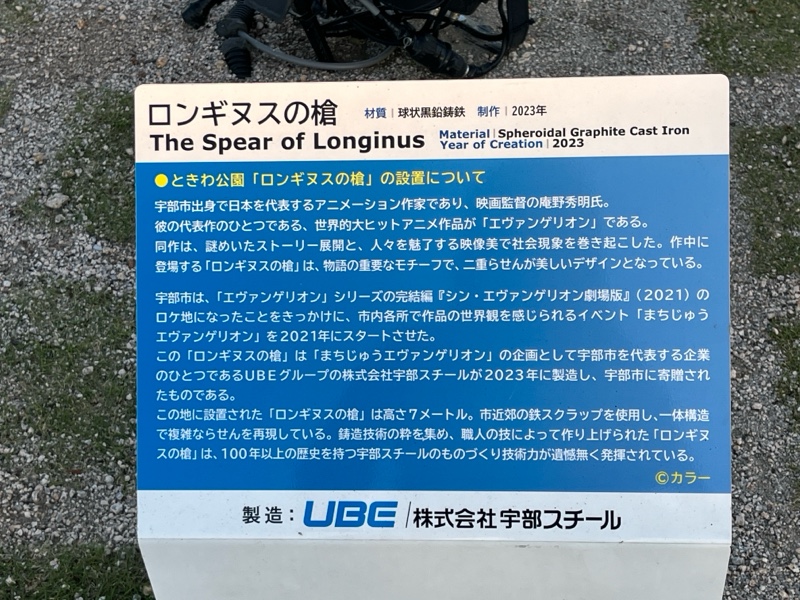 ロンギヌスの槍 材質 | 球状黒鉛鋳鉄 制作 | 2023年
The Spear of Longinus Material | Spheroidal Graphite Cast Iron
Year of Creation | 2023
●ときわ公園「ロンギヌスの槍」の設置について
宇部市出身で日本を代表するアニメーション作家であり、映画監督の庵野秀明氏。
彼の代表作のひとつである、世界的大ヒットアニメ作品が「エヴァンゲリオン」である。
同作は、謎めいたストーリー展開と、人々を魅了する映像美で社会現象を巻き起こした。作中に
登場する「ロンギヌスの槍」は、物語の重要なモチーフで、二重らせんが美しいデザインとなっている。
宇部市は、「エヴァンゲリオン」シリーズの完結編『シン・エヴァンゲリオン劇場版』（2021）の
ロケ地になったことをきっかけに、市内各所で作品の世界観を感じられるイベント「まちじゅう
エヴァンゲリオン」を2021年にスタートさせた。
この「ロンギヌスの槍」は「まちじゅうエヴァンゲリオン」の企画として宇部市を代表する企業
のひとつであるUBEグループの株式会社宇部スチールが2023年に製造し、宇部市に寄贈され
たものである。
この地に設置された「ロンギヌスの槍」は高さ7メートル。市近郊の鉄スクラップを使用し、一体構造
で複雑ならせんを再現している。鋳造技術の粋を集め、職人の技によって作り上げられた「ロンギヌ
スの槍」は、100年以上の歴史を持つ宇部スチールのものづくり技術力が遺憾無く発揮されている。
©カラー
製造：UBE /株式会社宇部スチール